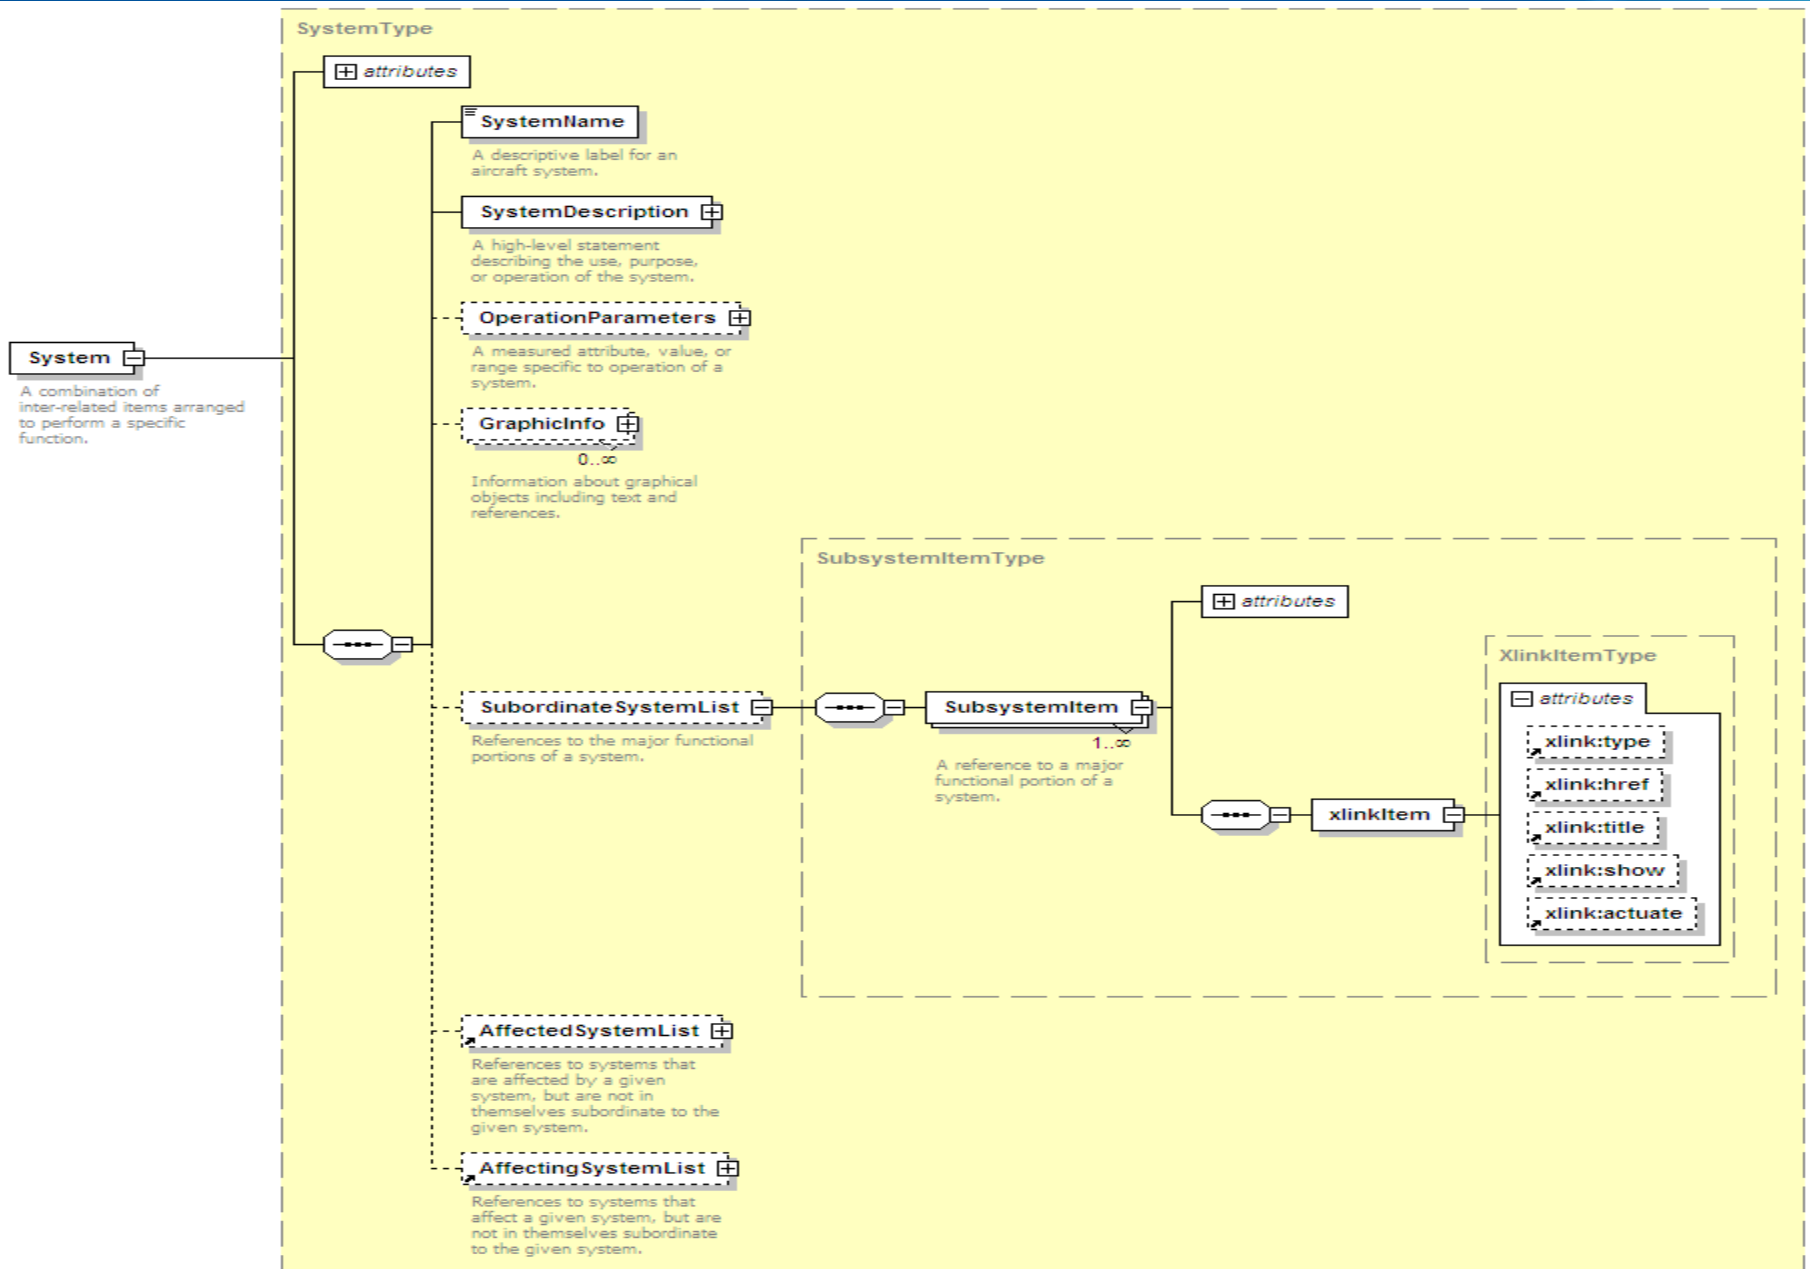 SystemType
attributes
SystemName
A descriptive label for an
aircraft system.
SystemDescription
A high-level statement
describing the use, purpose,
or operation of the system.
OperationParameters
A measured attribute, value, or
range specific to operation of a
system.
System
A combination of
inter-related items arranged
to perform a specific
function.
GraphicInfo
0..∞
Information about graphical
objects including text and
references.
SubsystemItemType
attributes
XlinkItemType
attributes
SubordinateSystemList
References to the major functional
portions of a system.
SubsystemItem
1..∞
A reference to a major
functional portion of a
system.
xlinkItem
xlink:type
xlink:href
xlink:title
xlink:show
xlink:actuate
AffectedSystemList
References to systems that
are affected by a given
system, but are not in
themselves subordinate to the
given system.
AffectingSystemList
References to systems that
affect a given system, but are
not in themselves subordinate
to the given system.